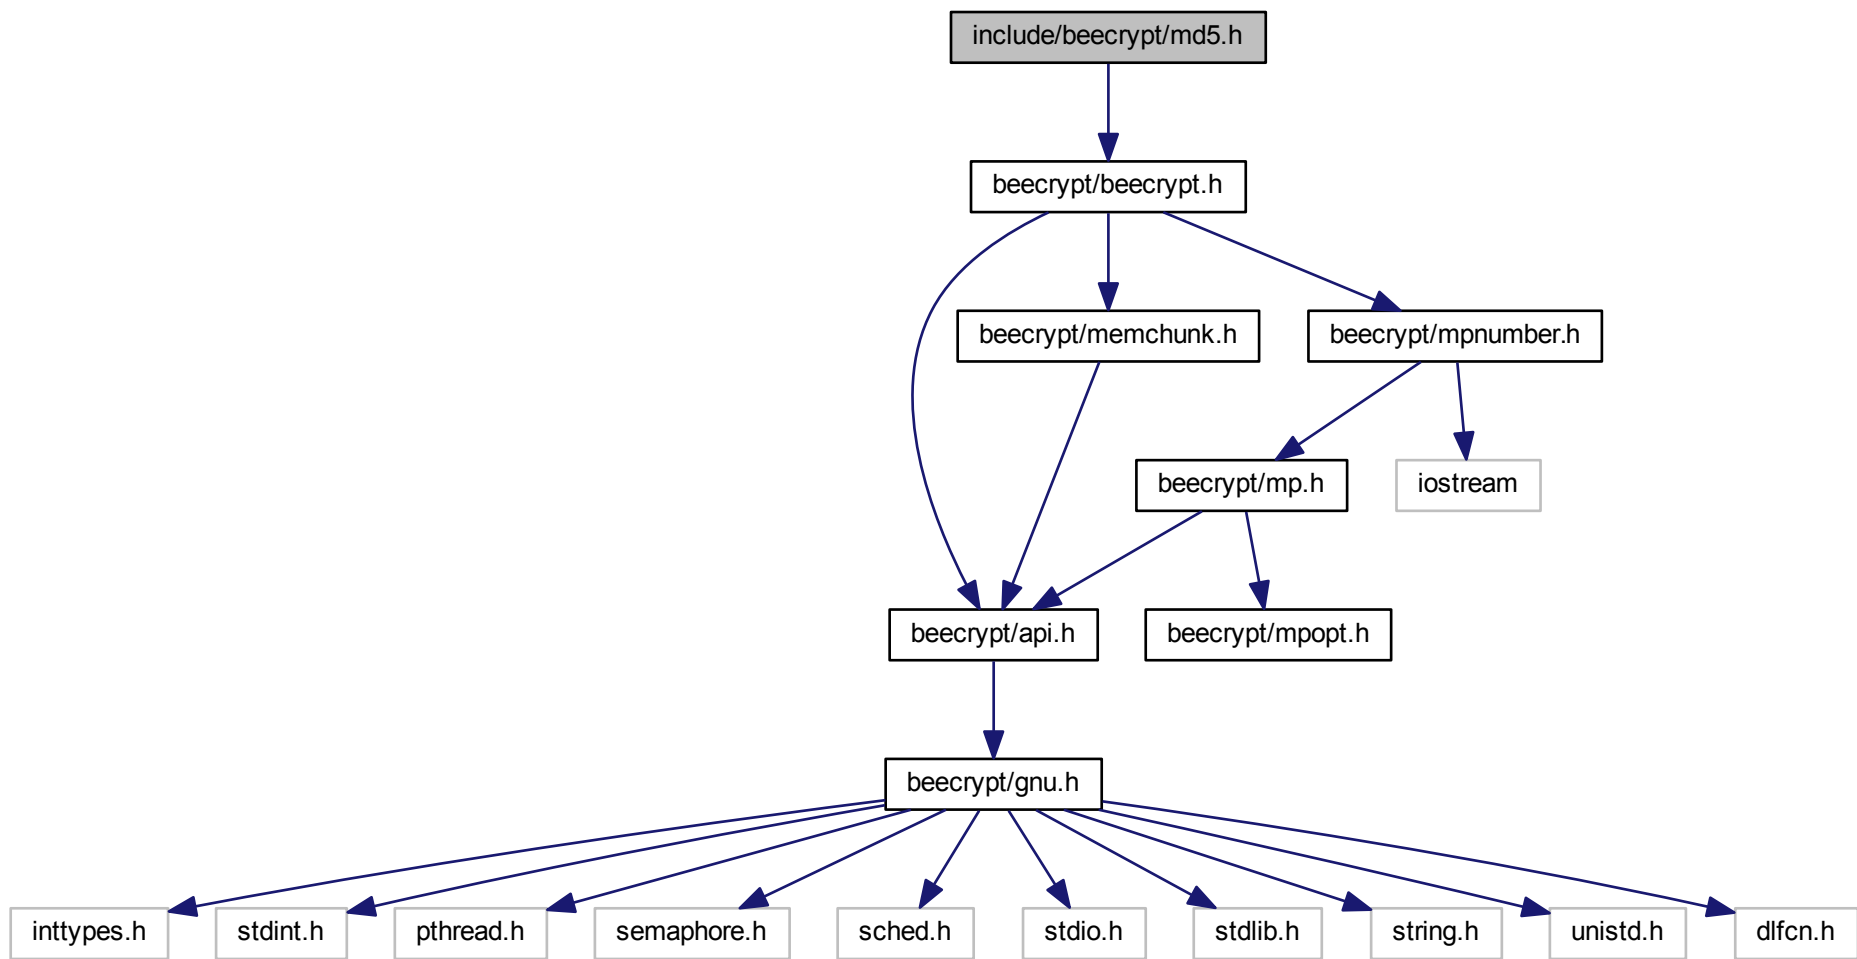 include/beecrypt/md5.h
beecrypt/beecrypt.h
beecrypt/memchunk.h
beecrypt/mpnumber.h
beecrypt/mp.h
iostream
beecrypt/api.h
beecrypt/mpopt.h
beecrypt/gnu.h
inttypes.h
stdint.h
pthread.h
semaphore.h
sched.h
stdio.h
stdlib.h
string.h
unistd.h
dlfcn.h